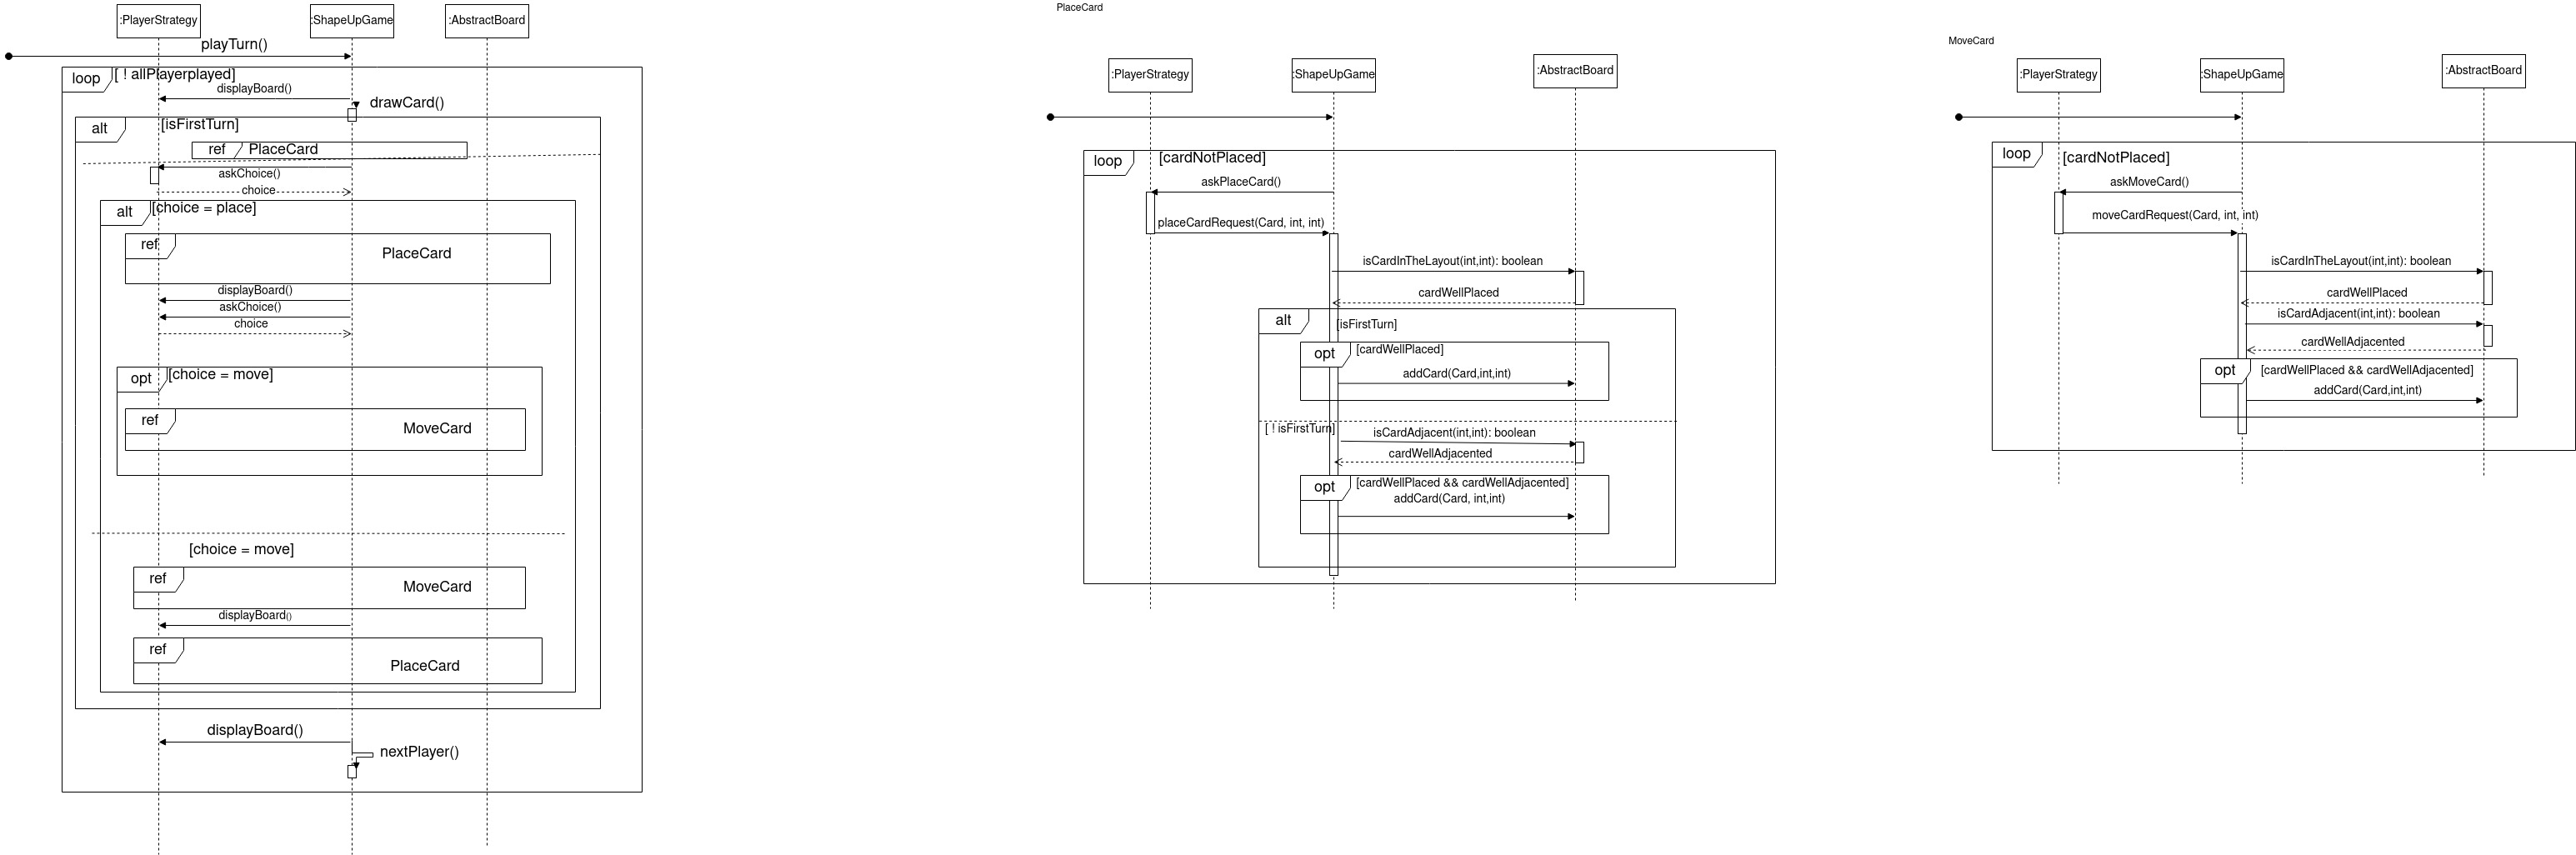 :PlayerStrategy
:ShapeUpGame
:AbstractBoard
playTurn()
loop
[ ! allPlayerplayed]
displayBoard()
drawCard()
alt
[isFirstTurn]
ref
PlaceCard
askChoice()
choice
alt
[choice = place]
ref
PlaceCard
displayBoard()
askChoice()
choice
opt
[choice = move]
ref
MoveCard
[choice = move]
ref
MoveCard
displayBoard()
ref
PlaceCard
displayBoard()
nextPlayer()
PlaceCard
:PlayerStrategy
:ShapeUpGame
:AbstractBoard
loop
[cardNotPlaced]
askPlaceCard()
placeCardRequest(Card, int, int)
isCardInTheLayout(int,int): boolean
cardWellPlaced
alt
[isFirstTurn]
opt
[cardWellPlaced]
addCard(Card,int,int)
[ ! isFirstTurn]
isCardAdjacent(int,int): boolean
cardWellAdjacented
opt
[cardWellPlaced && cardWellAdjacented]
addCard(Card, int,int)
MoveCard
:PlayerStrategy
:ShapeUpGame
:AbstractBoard
loop
[cardNotPlaced]
askMoveCard()
moveCardRequest(Card, int, int)
isCardInTheLayout(int,int): boolean
cardWellPlaced
isCardAdjacent(int,int): boolean
cardWellAdjacented
opt
[cardWellPlaced && cardWellAdjacented]
addCard(Card,int,int)